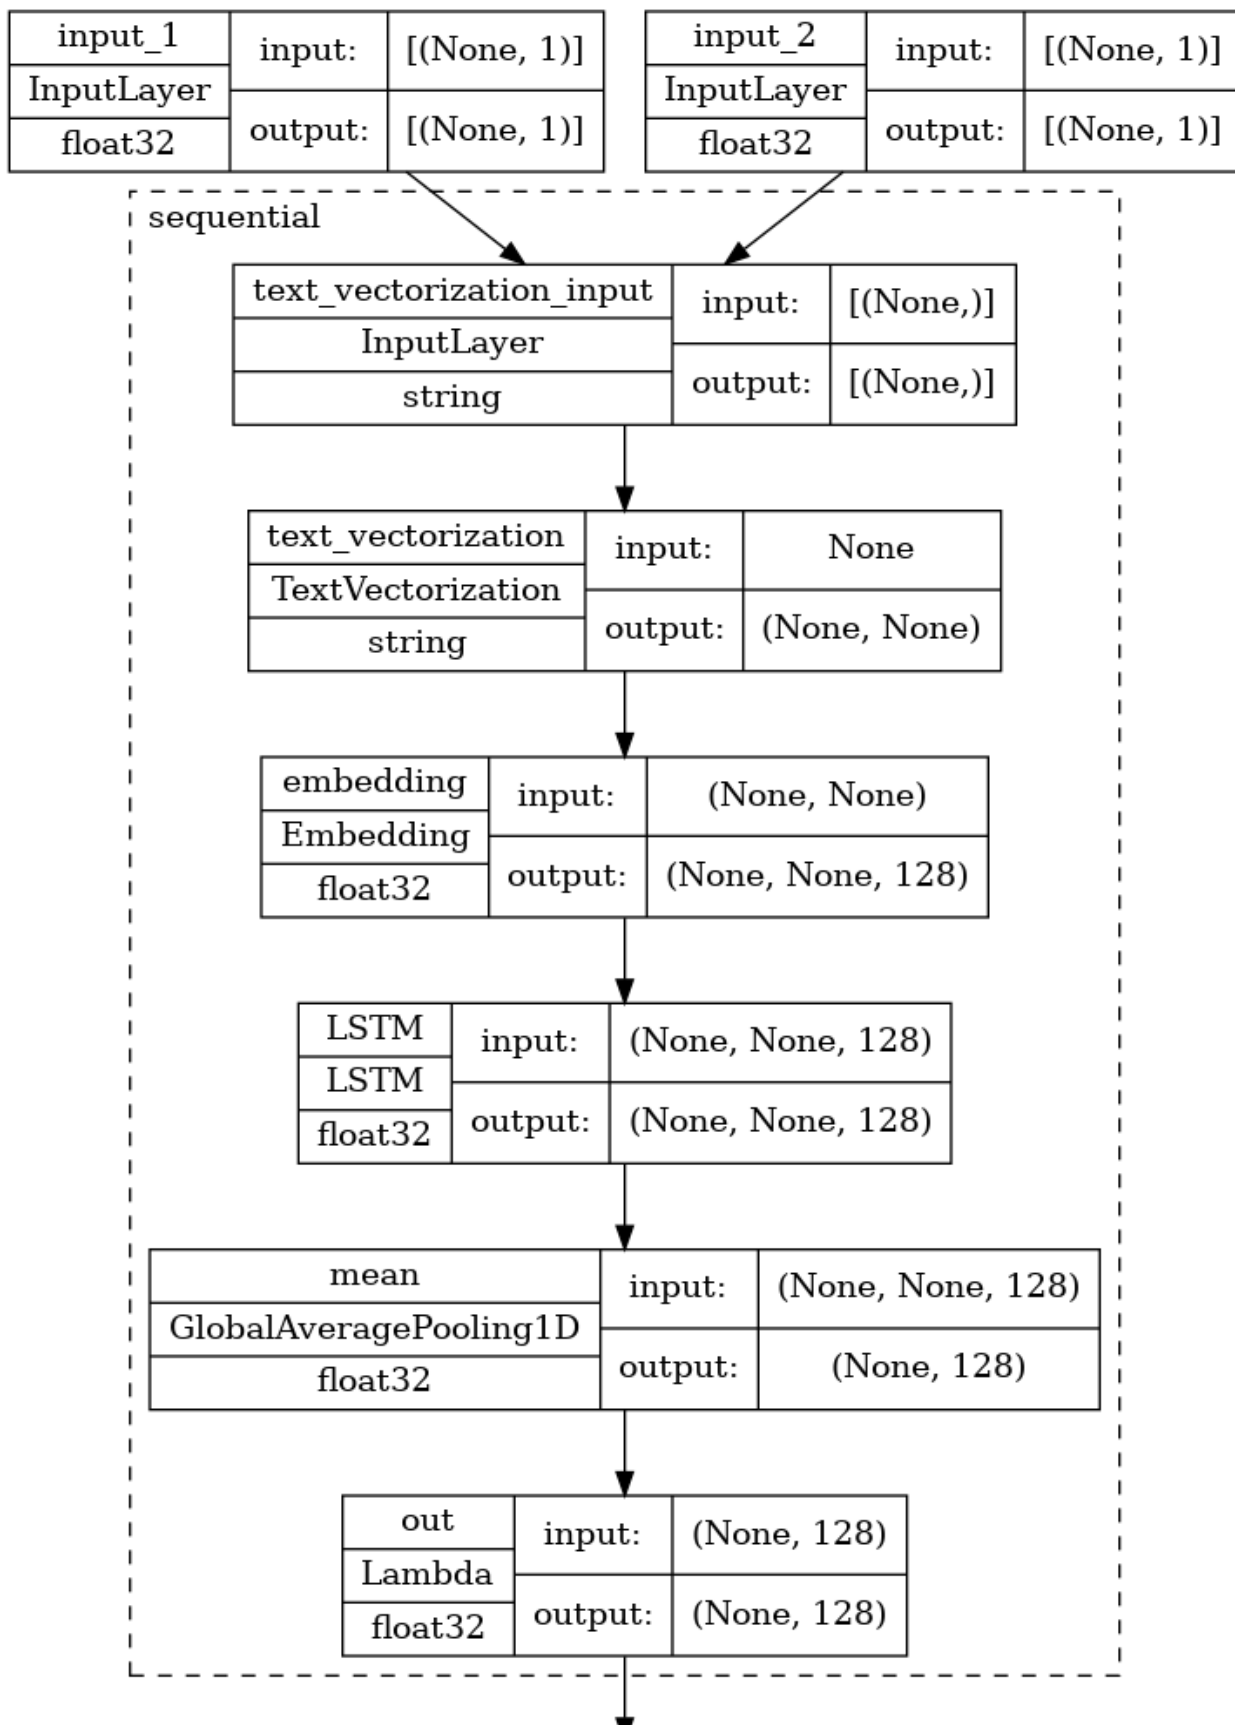 input_1
InputLayer
float32
input:
[(None, 1)]
output:
[(None, 1)]
input_2
InputLayer
float32
input:
[(None, 1)]
output:
[(None, 1)]
sequential
text_vectorization_input
InputLayer
string
input:
[(None,)]
output:
[(None,)]
text_vectorization
TextVectorization
string
input:
None
output:
(None, None)
embedding
Embedding
float32
input:
(None, None)
output:
(None, None, 128)
LSTM
LSTM
float32
input:
(None, None, 128)
output:
(None, None, 128)
mean
GlobalAveragePooling1D
float32
input:
(None, None, 128)
output:
(None, 128)
out
Lambda
float32
input:
(None, 128)
output:
(None, 128)